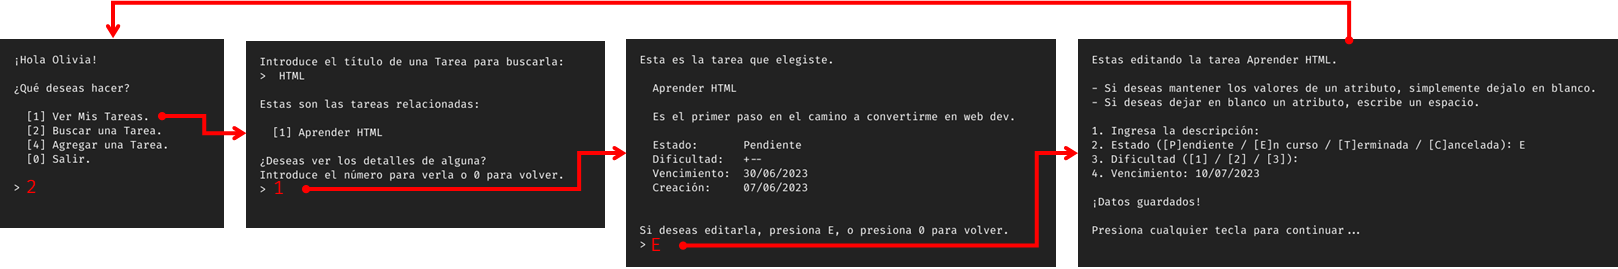 ¡Hola Olivia!
¿Qué deseas hacer?
[1] Ver Mis Tareas.
[2] Buscar una Tarea.
[4] Agregar una Tarea.
[0] Salir.
> 2
Introduce el título de una Tarea para buscarla:
> HTML
Estas son las tareas relacionadas:
[1] Aprender HTML
¿Deseas ver los detalles de alguna?
Introduce el número para verla o 0 para volver.
> 1
Esta es la tarea que elegiste.
Aprender HTML
Es el primer paso en el camino a convertirme en web dev.
Estado: Pendiente
Dificultad: +--
Vencimiento: 30/06/2023
Creación: 07/06/2023
Si deseas editarla, presiona E, o presiona 0 para volver.
> E
Estas editando la tarea Aprender HTML.
- Si deseas mantener los valores de un atributo, simplemente dejalo en blanco.
- Si deseas dejar en blanco un atributo, escribe un espacio.
1. Ingresa la descripción:
2. Estado ([P]endiente / [E]n curso / [T]erminada / [C]ancelada): E
3. Dificultad ([1] / [2] / [3]):
4. Vencimiento: 10/07/2023
¡Datos guardados!
Presiona cualquier tecla para continuar...